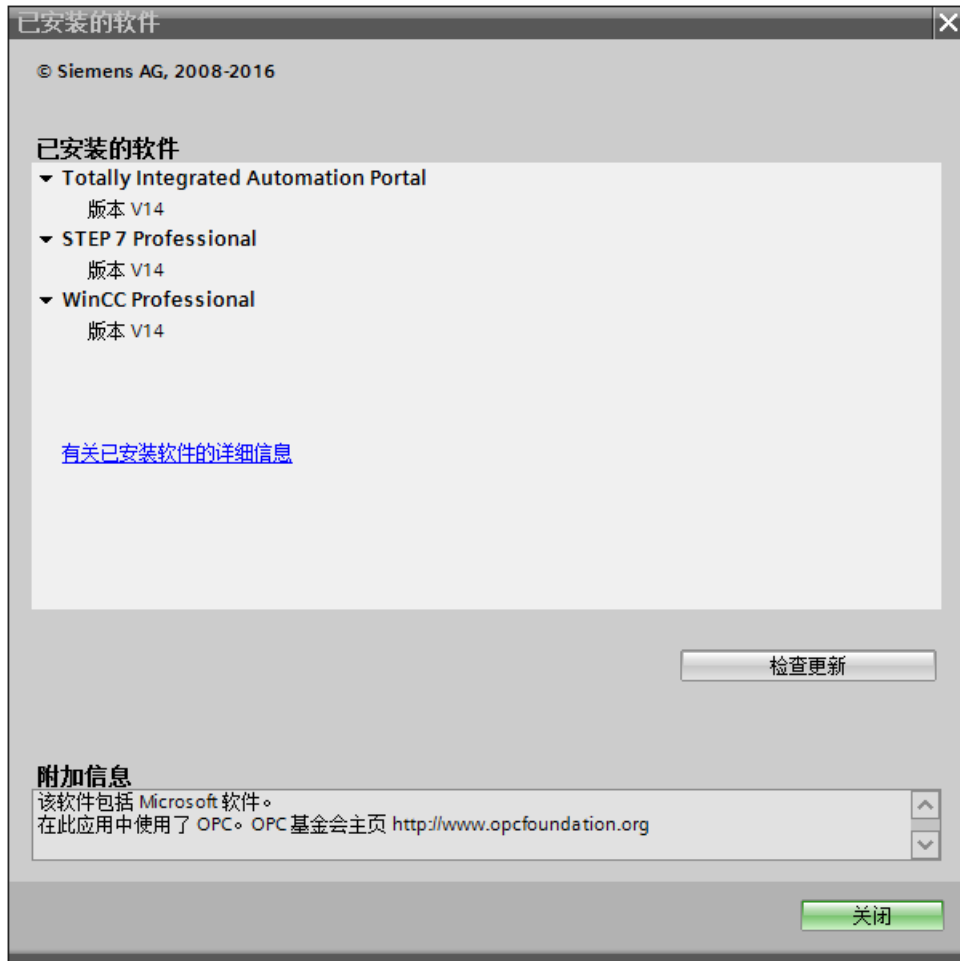 已安装的软件
© Siemens AG, 2008-2016
已安装的软件
Totally Integrated Automation Portal
版本 V14
STEP 7 Professional
版本 V14
WinCC Professional
版本 V14
有关已安装软件的详细信息
检查更新
附加信息
该软件包括 Microsoft 软件。
在此应用中使用了 OPC。OPC 基金会主页 http://www.opcfoundation.org
关闭